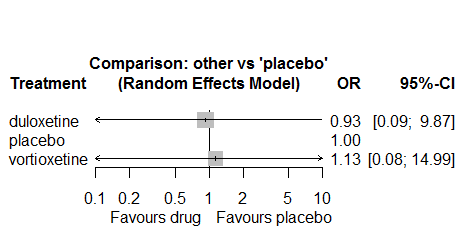 Comparison: other vs 'placebo'
Treatment (Random Effects Model) OR 95%-CI
duloxetine 0.93 [0.09; 9.87]
placebo 1.00
vortioxetine 1.13 [0.08; 14.99]
0.1 0.2 0.5 1 2 5 10
Favours drug Favours placebo